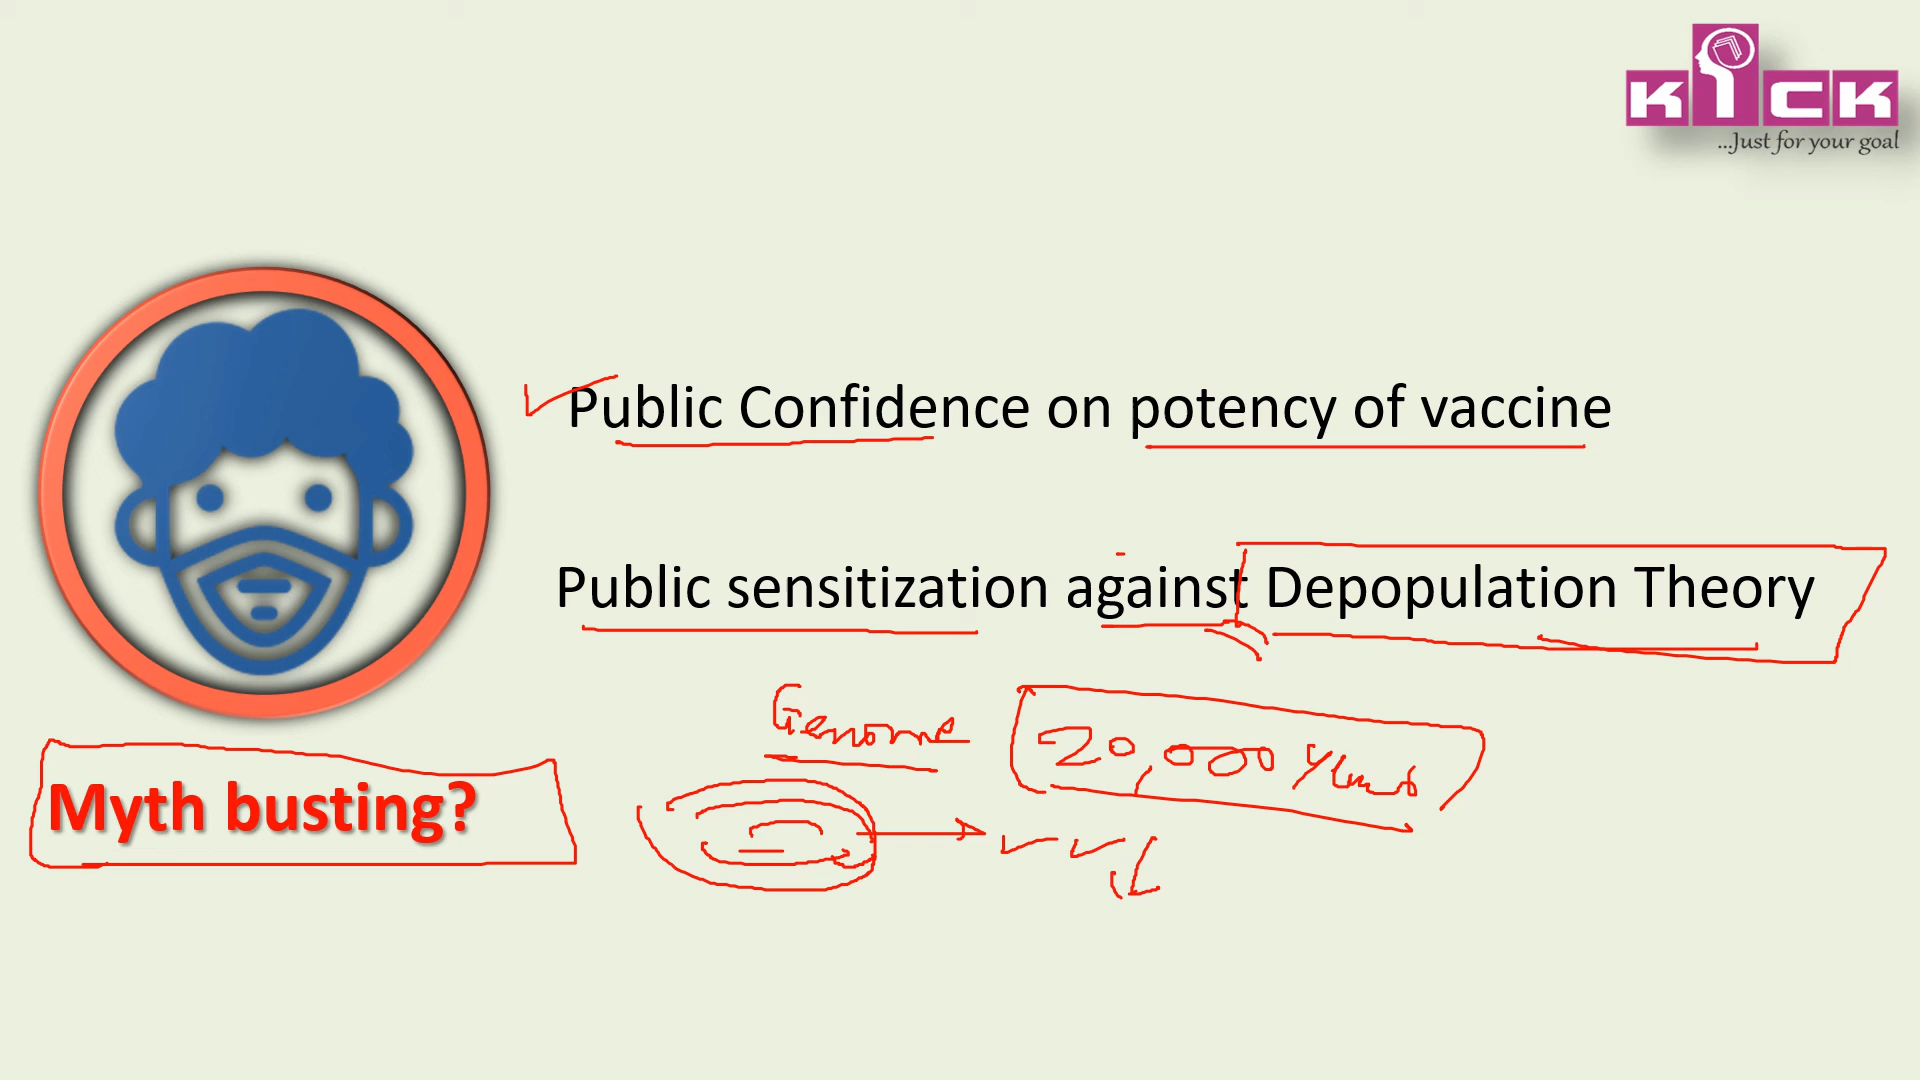 KICK
...Just for your goal
Public Confidence on potency of vaccine
Public sensitization against Depopulation Theory
Genome
20,000
Myth busting?